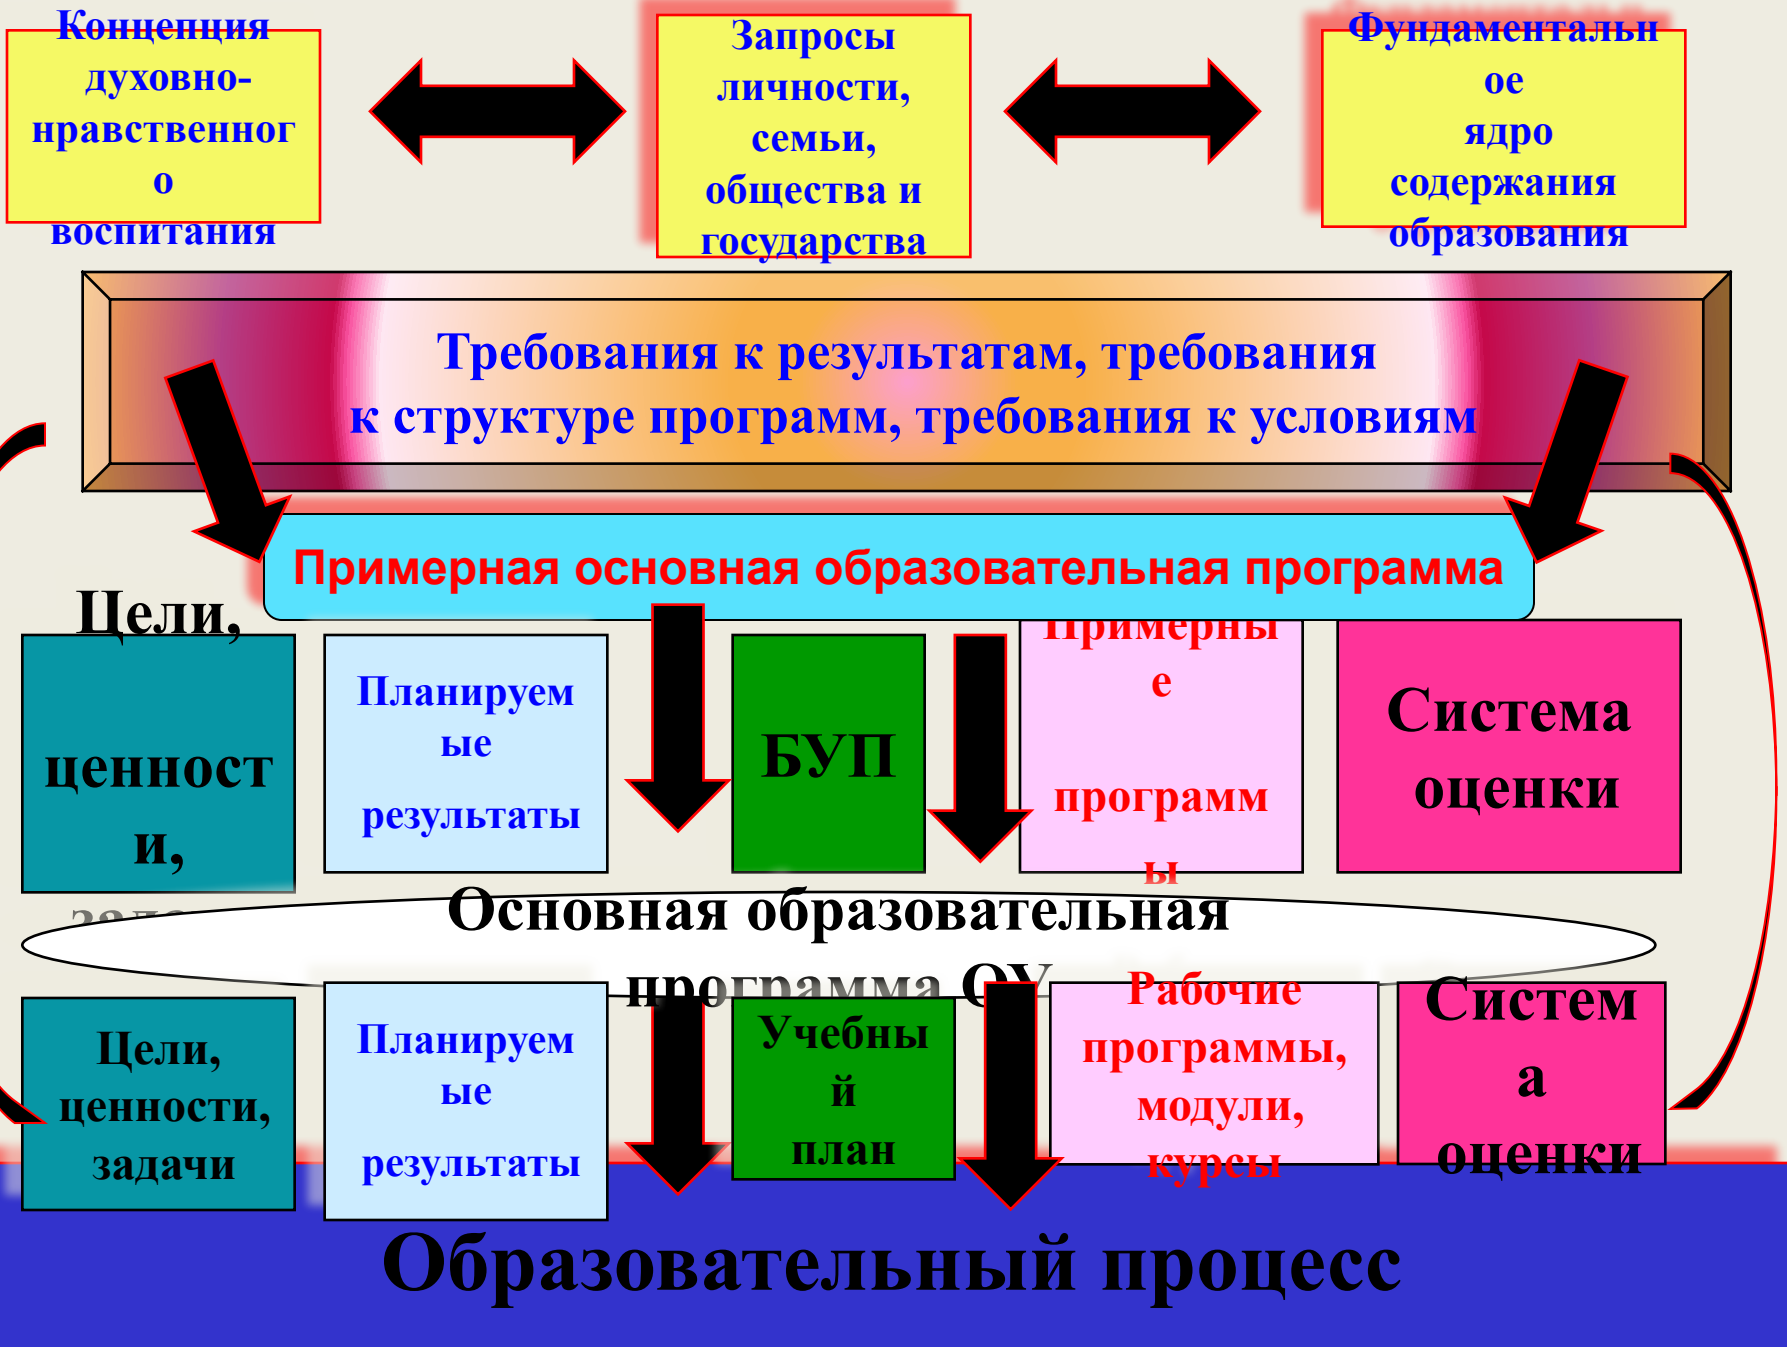 Концепция
духовно-
нравственног
о
воспитания
Запросы
личности,
семьи,
общества и
государства
Фундаментальн
ое
ядро
содержания
образования
Требования к результатам, требования
к структуре программ, требования к условиям
Примерная основная образовательная программа
Цели,
ценност
и,
Планируем
ые
результаты
БУП
Примерны
е
программ
ы
Система
оценки
Основная образовательная
программа ОУ
Цели,
ценности,
задачи
Планируем
ые
результаты
Учебны
й
план
Рабочие
программы,
модули,
курсы
Систем
а
оценки
Образовательный процесс